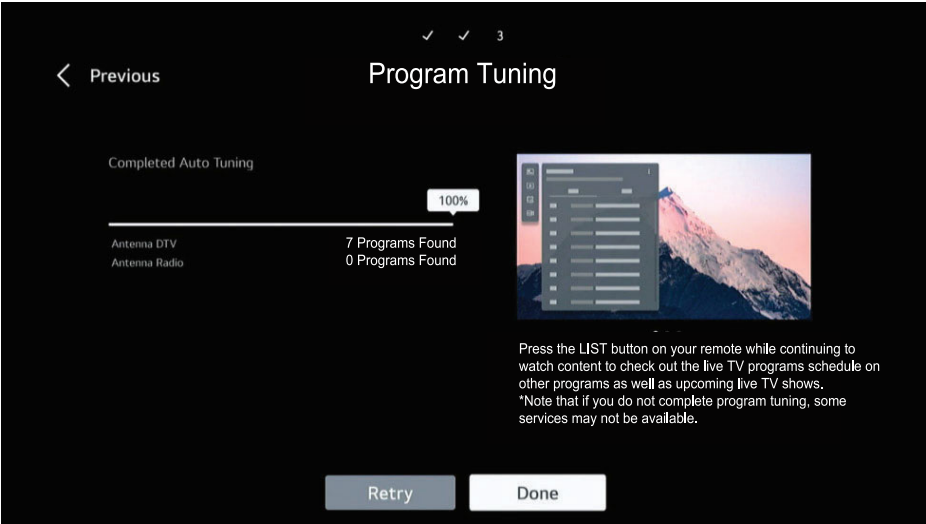 ✓ ✓ 3
Previous
Program Tuning
Completed Auto Tuning
100%
Antenna DTV 7 Programs Found
Antenna Radio 0 Programs Found
Press the LIST button on your remote while continuing to
watch content to check out the live TV programs schedule on
other programs as well as upcoming live TV shows.
*Note that if you do not complete program tuning, some
services may not be available.
Retry
Done